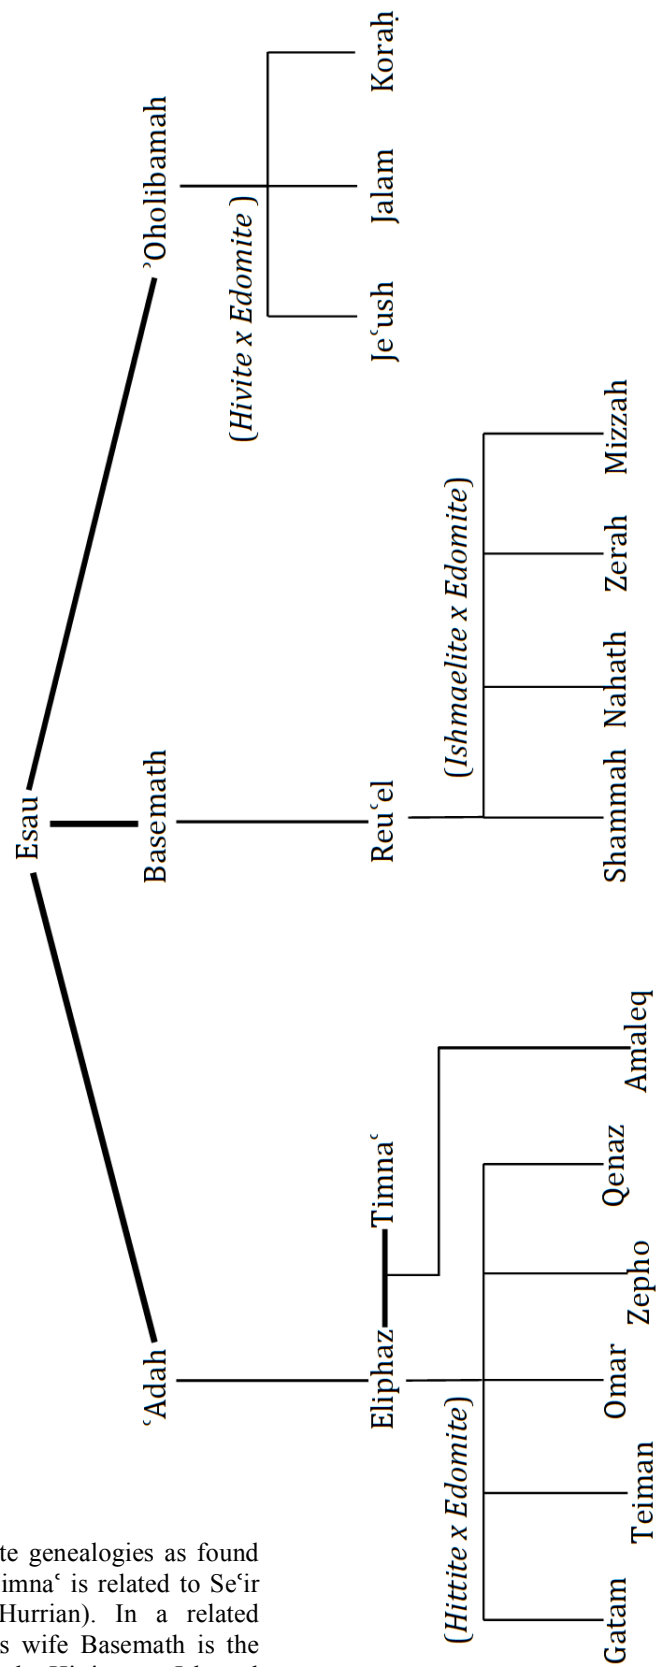 Esau
ʿAdah Basemath ʾOholibamah
(Hivite x Edomite )
Eliphaz Timnaʿ Reuʿel Jeʿush Jalam Koraḥ
(Hittite x Edomite) (Ishmaelite x Edomite)
Gatam Teiman Omar Zepho Qenaz Amaleq Shammah Nahath Zerah Mizzah
te genealogies as found
imnaʿ is related to Seʿir
Hurrian). In a related
s wife Basemath is the